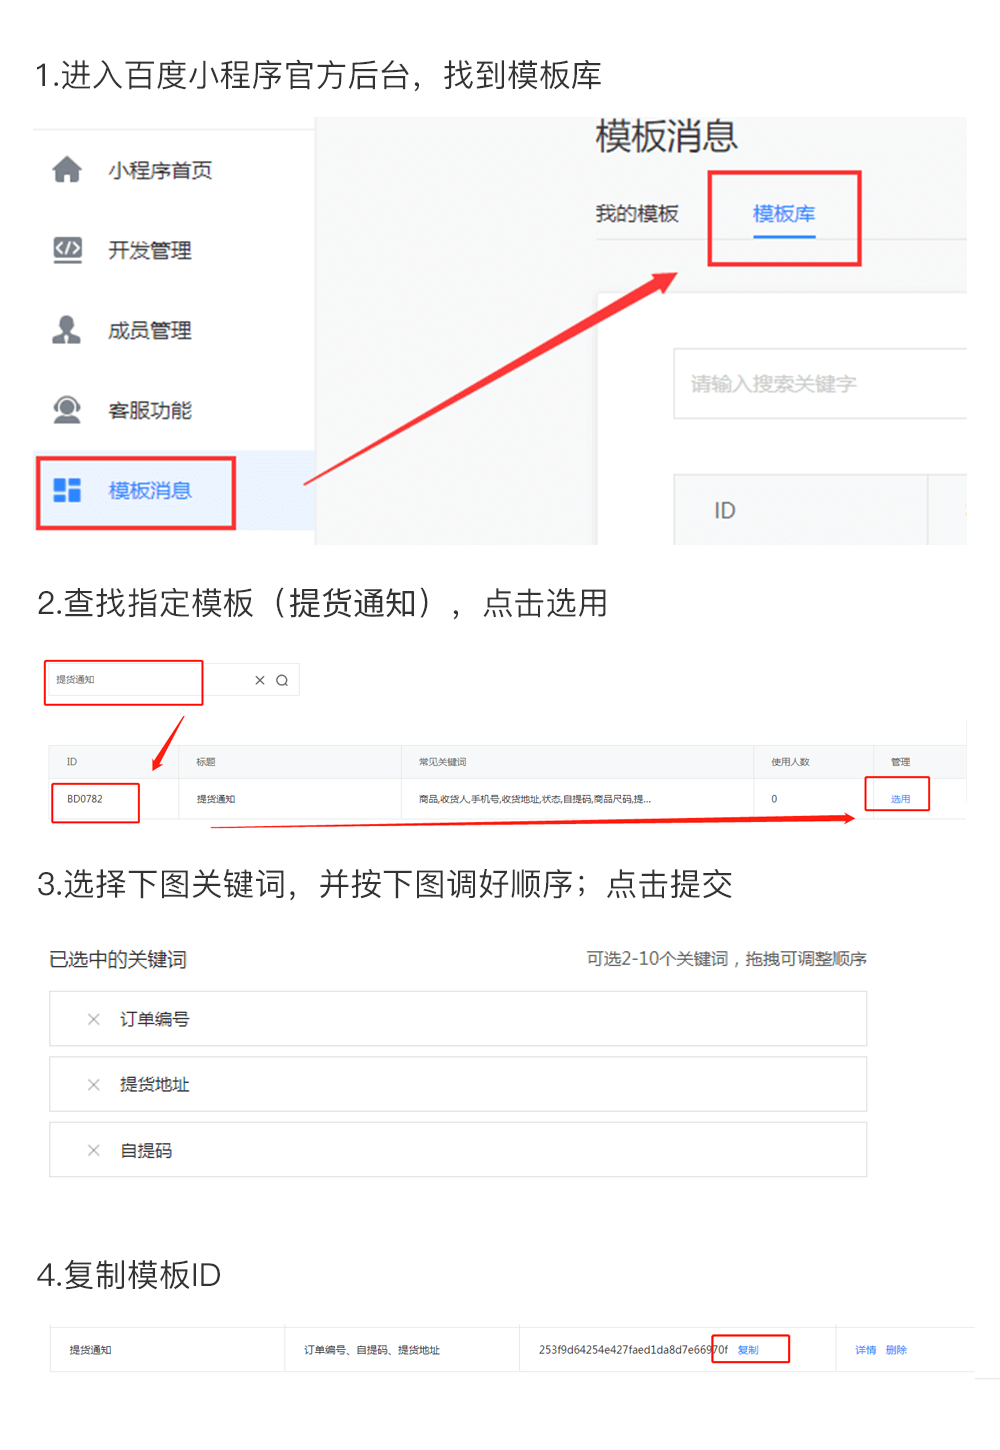 1.进入百度小程序官方后台，找到模板库
模板消息
小程序首页
我的模板 模板库
开发管理
成员管理
请输入搜索关键字
客服功能
模板消息
ID
2.查找指定模板（提货通知），点击选用
提货通知
ID 标题 常见关键词 使用人数 管理
BD0782 提货通知 商品,收货人,手机号,收货地址,状态,自提码,商品尺码,提... 0 选用
3.选择下图关键词，并按下图调好顺序；点击提交
已选中的关键词 可选2-10个关键词，拖拽可调整顺序
订单编号
提货地址
自提码
4.复制模板ID
提货通知 订单编号、自提码、提货地址 253f9d64254e427faed1da8d7e66970f 复制 详情 删除